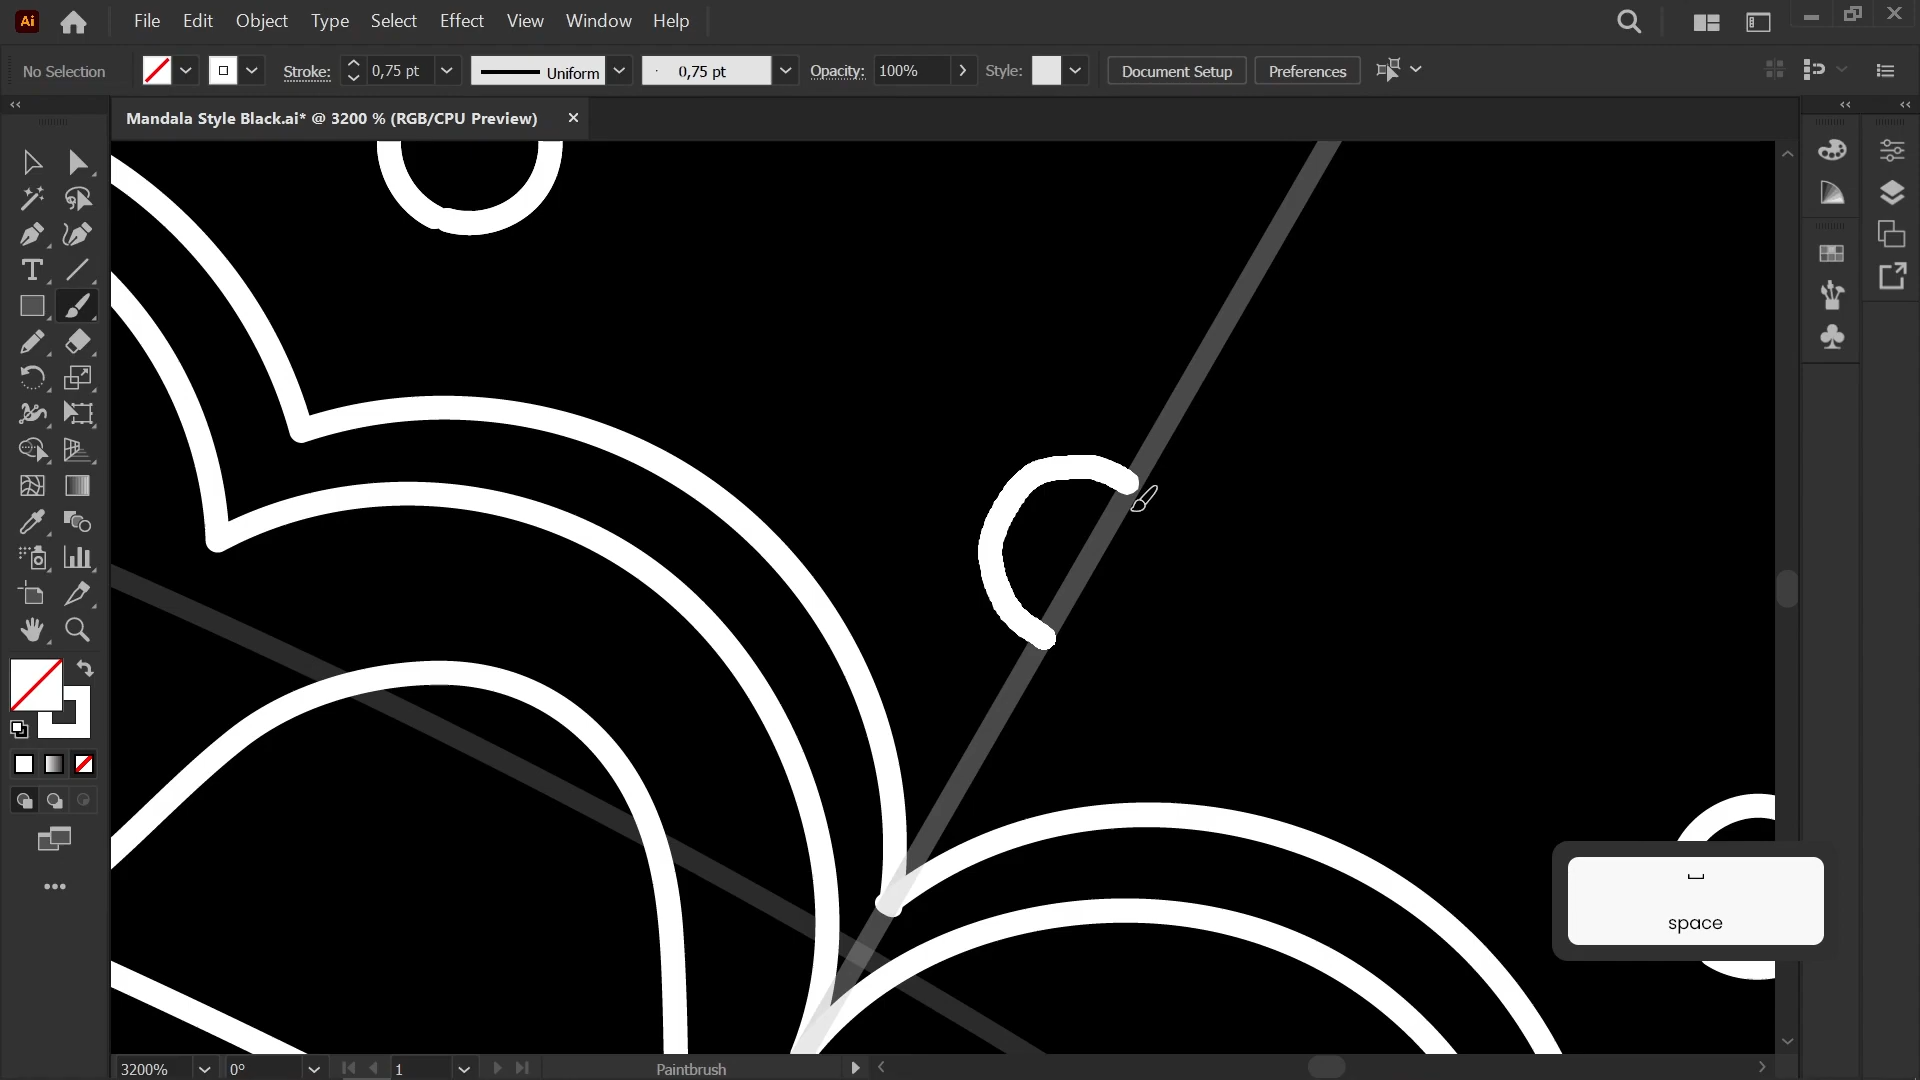 Ai File Edit Object Type Select Effect View Window Help
No Selection Stroke: 0,75 pt Uniform 0,75 pt Opacity: 100% Style: Document Setup Preferences
Mandala Style Black.ai* @ 3200 % (RGB/CPU Preview)
space
3200% 0° 1 Paintbrush